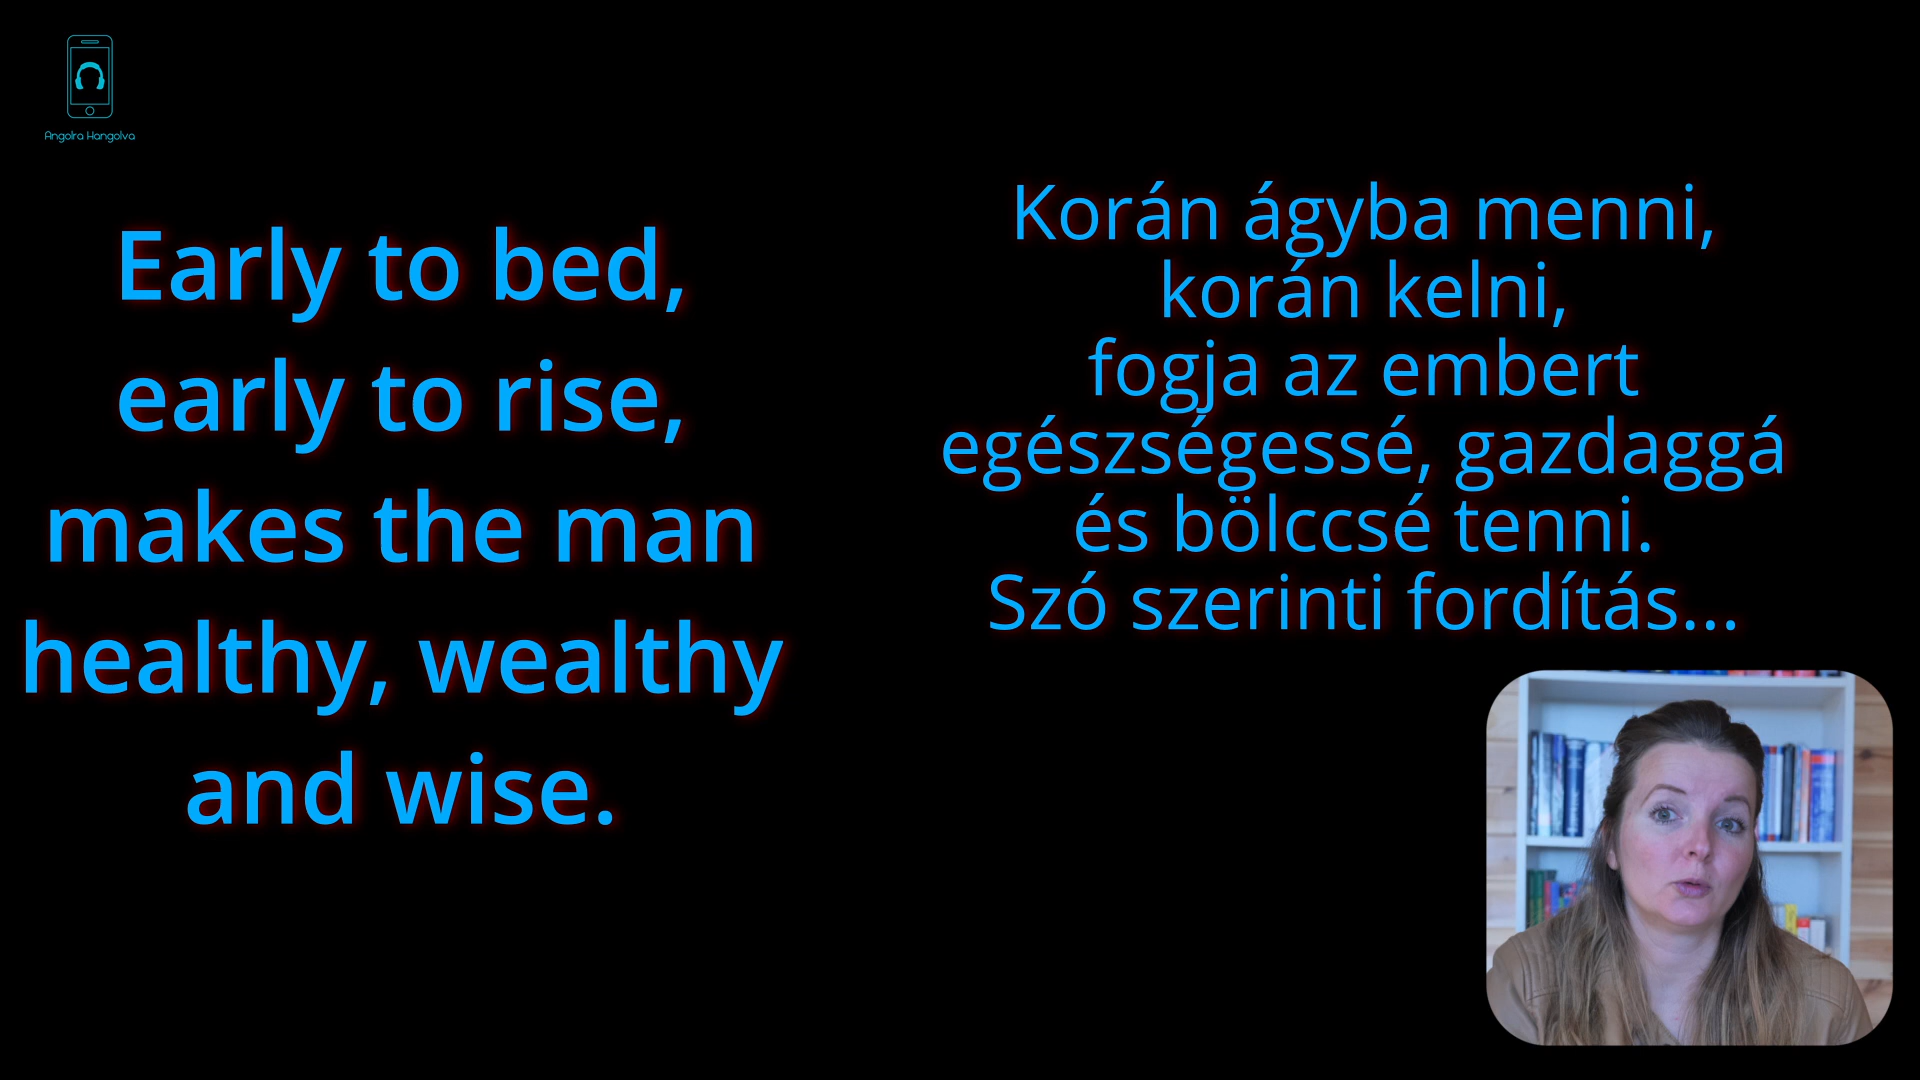 Angolra Hangolva
Early to bed,
early to rise,
makes the man
healthy, wealthy
and wise.
Korán ágyba menni,
korán kelni,
fogja az embert
egészségessé, gazdaggá
és bölccsé tenni.
Szó szerinti fordítás...